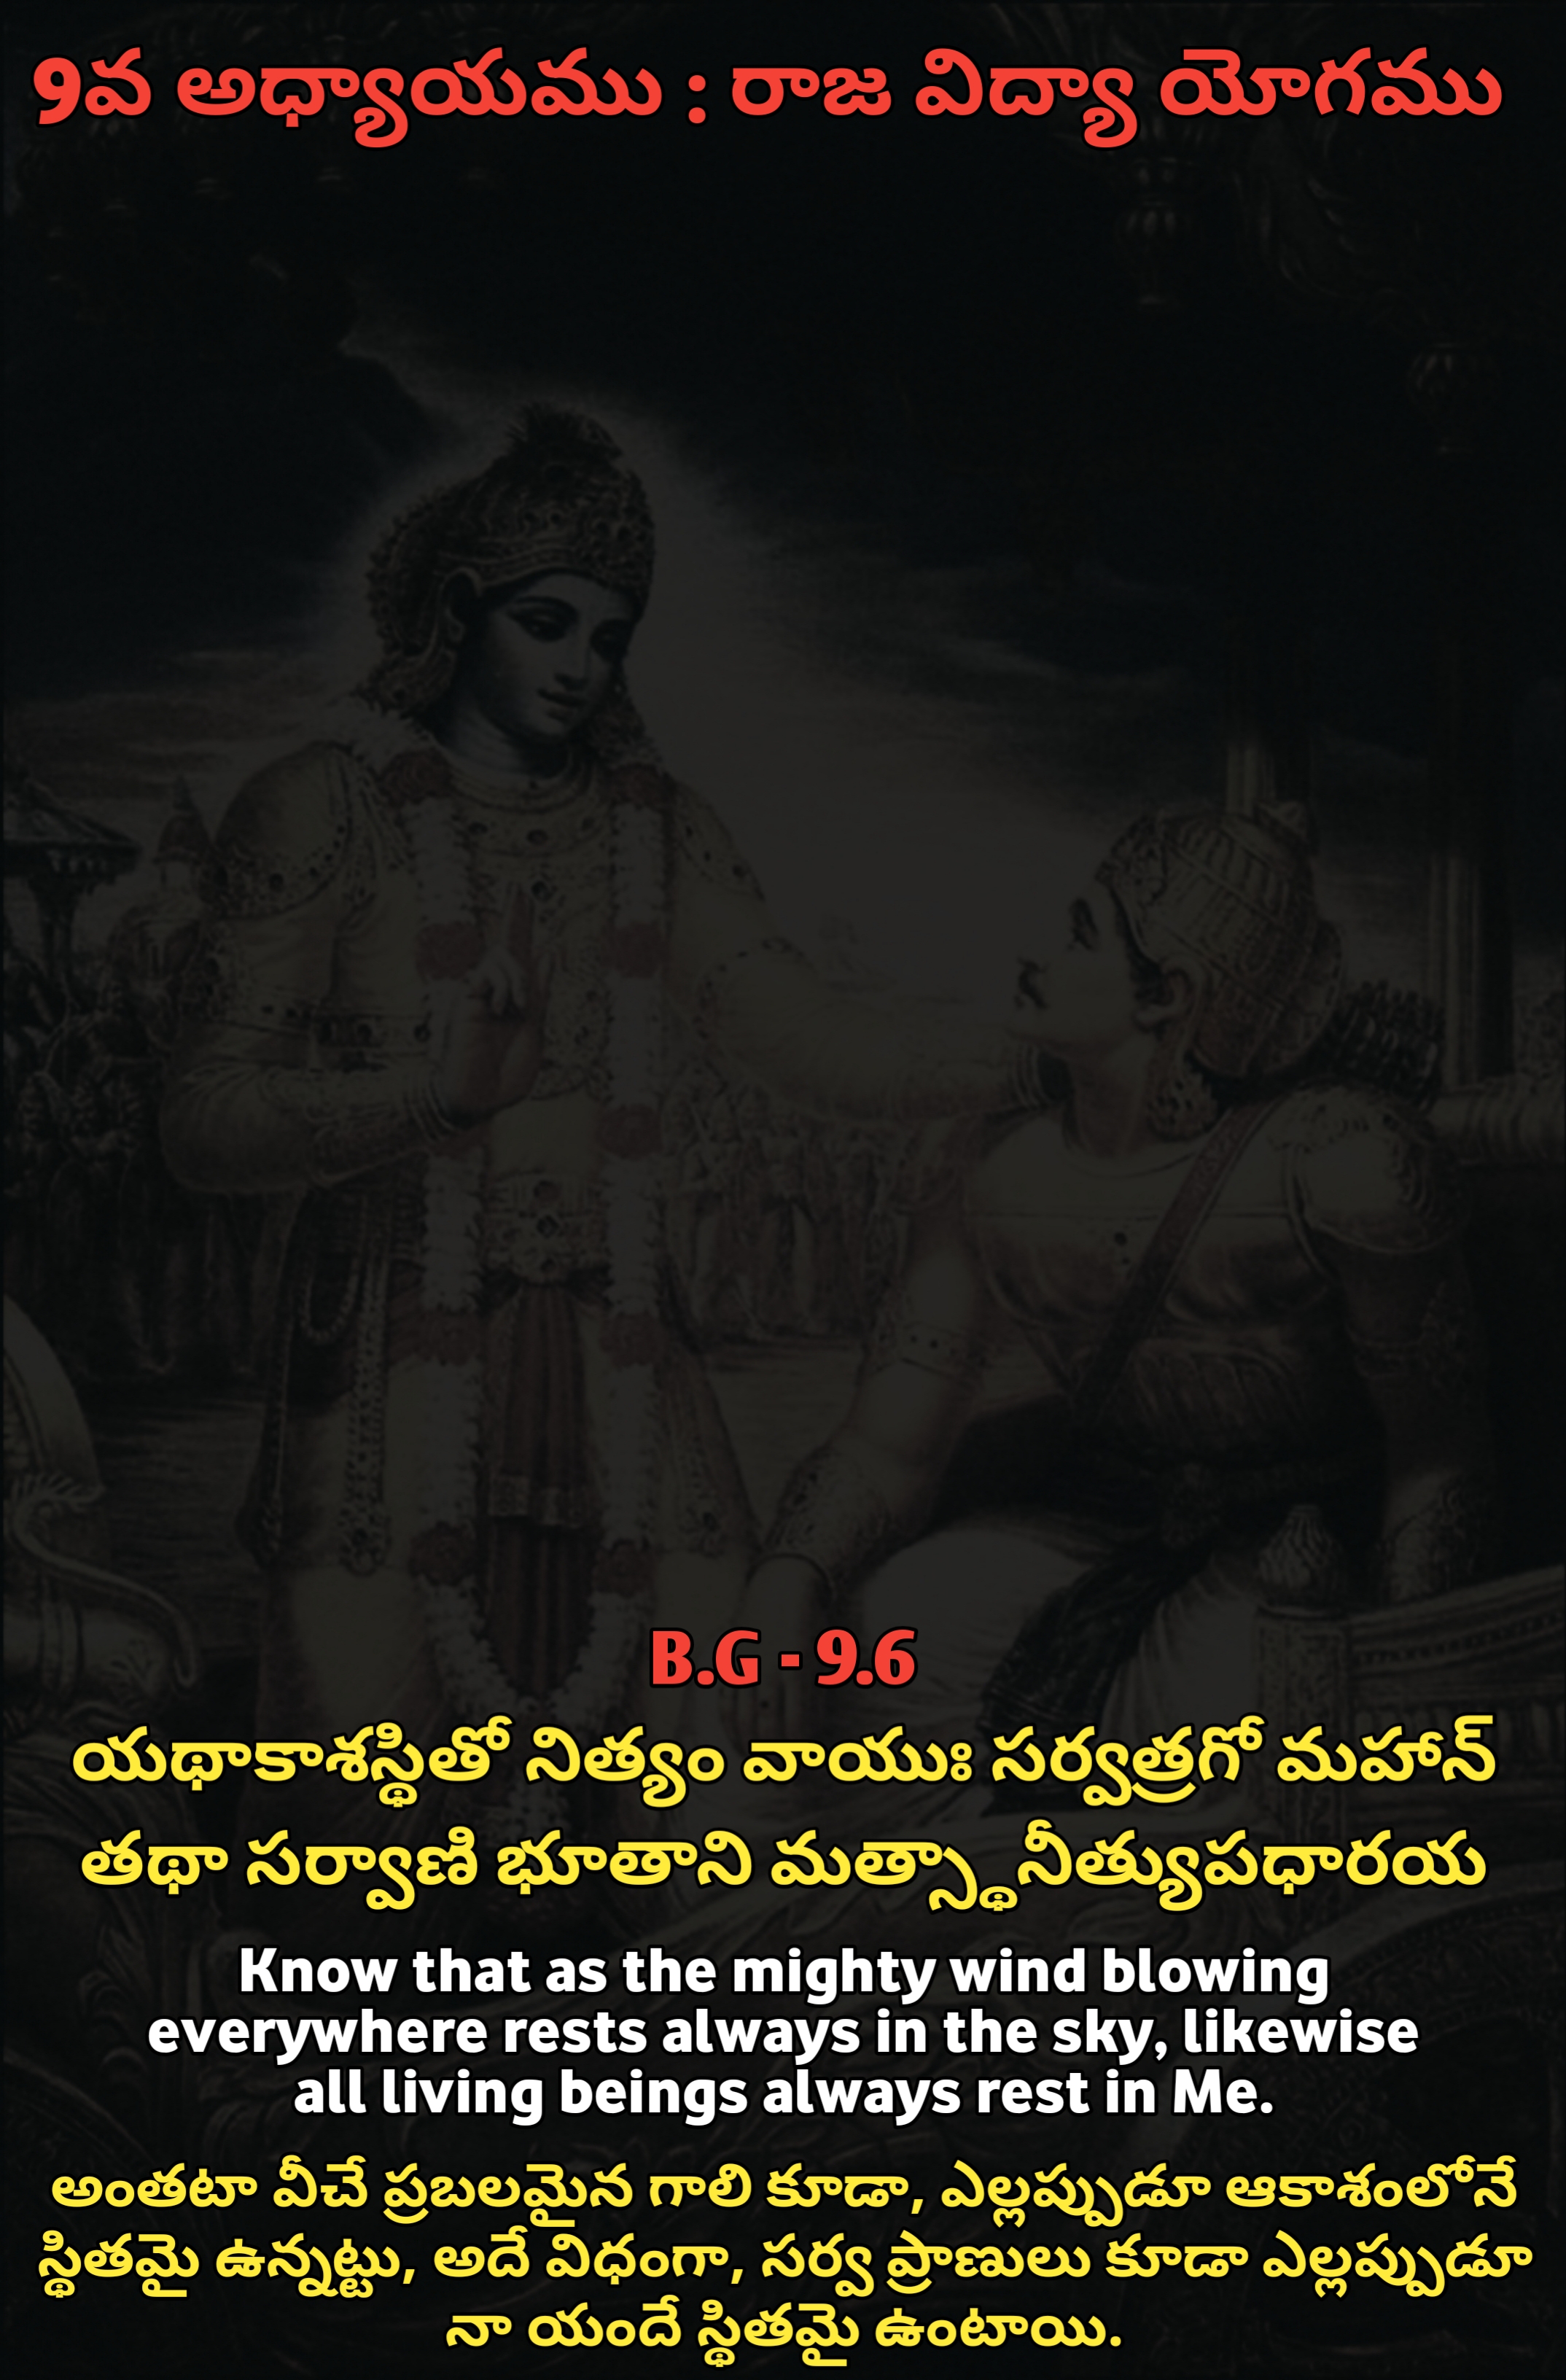 9వ అధ్యాయము : రాజ విద్యా యోగము
B.G - 9.6
యథాకాశస్థితో నిత్యం వాయుః సర్వత్రగో మహాన్
తథా సర్వాణి భూతాని మత్స్థానీత్యుపధారయ
Know that as the mighty wind blowing
everywhere rests always in the sky, likewise
all living beings always rest in Me.
అంతటా వీచే ప్రబలమైన గాలి కూడా, ఎల్లప్పుడూ ఆకాశంలోనే
స్థితమై ఉన్నట్టు, అదే విధంగా, సర్వ ప్రాణులు కూడా ఎల్లప్పుడూ
నా యందే స్థితమై ఉంటాయి.